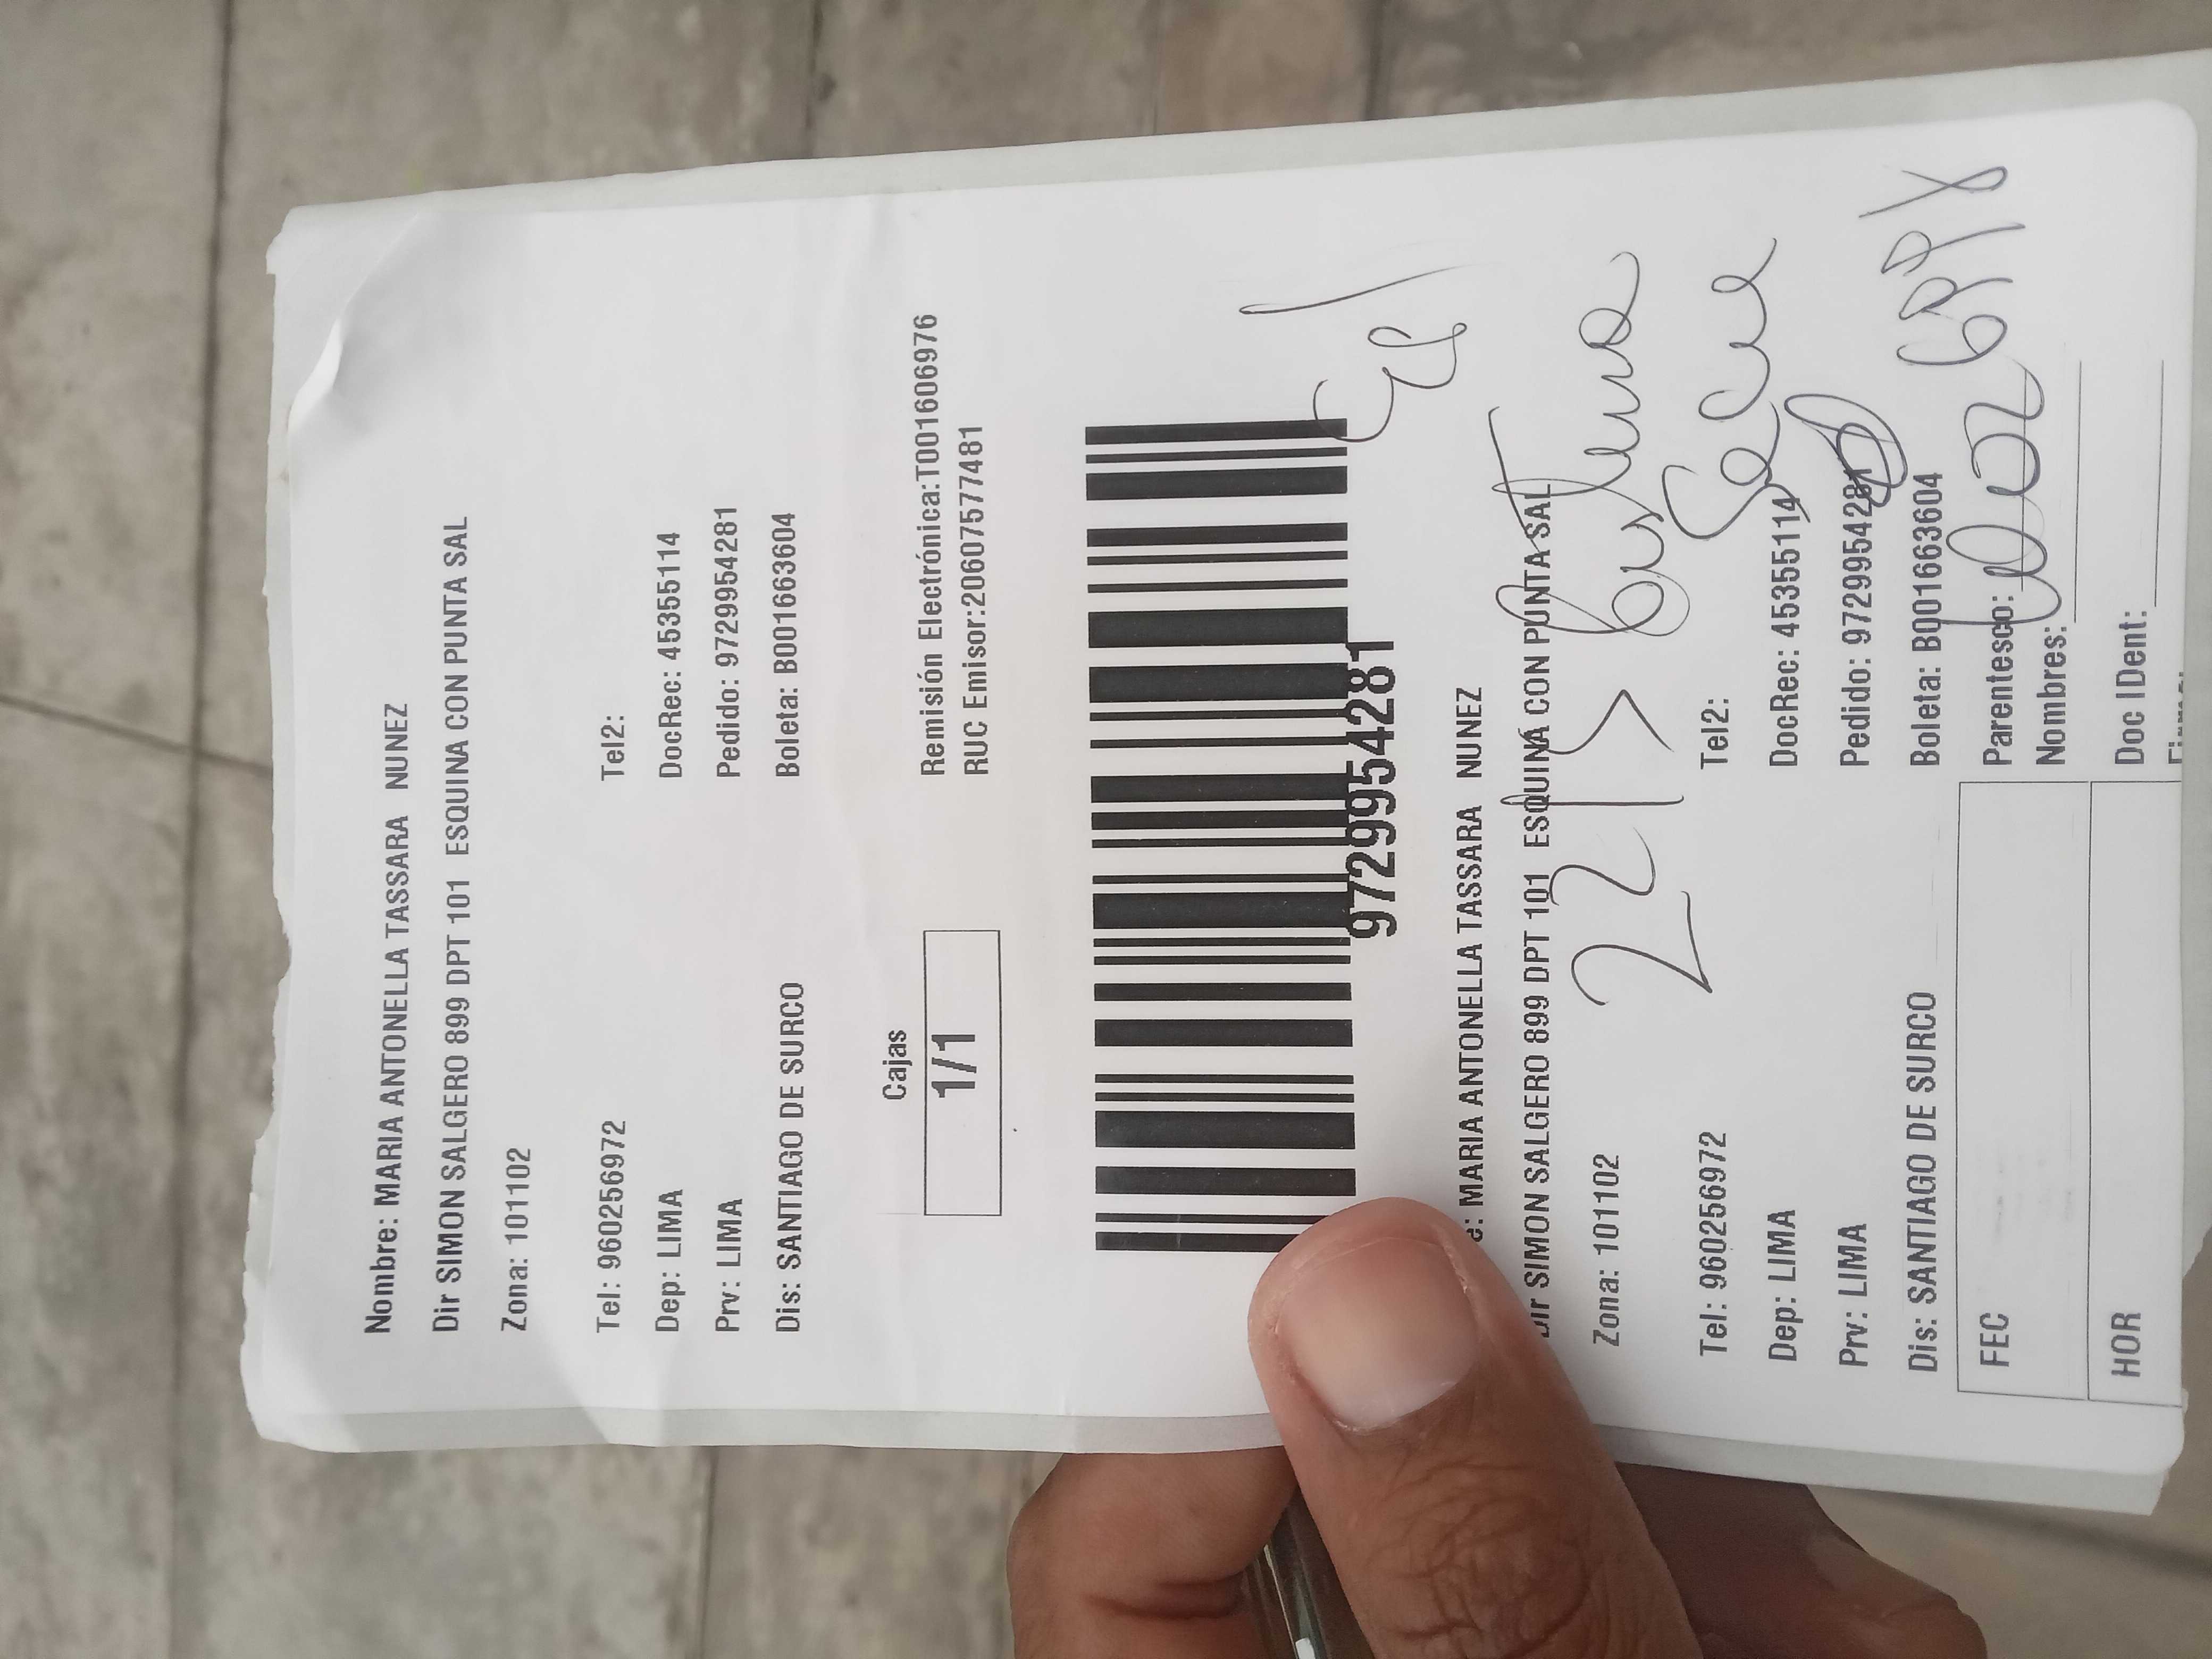 Nombre: MARIA ANTONELLA TASSARA NUNEZ
Dir SIMON SALGERO 899 DPT 101 ESQUINA CON PUNTA SAL
Zona: 101102
Tel: 960256972 Tel2:
Dep: LIMA DocRec: 45355114
Prv: LIMA Pedido: 9729954281
Dis: SANTIAGO DE SURCO Boleta: B001663604
Cajas
1/1
Remisión Electrónica:T001606976
RUC Emisor:20607577481
9729954281
e: MARIA ANTONELLA TASSARA NUNEZ
Dir SIMON SALGERO 899 DPT 101 ESQUINA CON PUNTA SAL
Zona: 101102
Tel: 960256972 Tel2:
Dep: LIMA DocRec: 45355114
Prv: LIMA Pedido: 9729954281
Dis: SANTIAGO DE SURCO Boleta: B001663604
FEC Parentesco:
Nombres:
HOR Doc IDent: